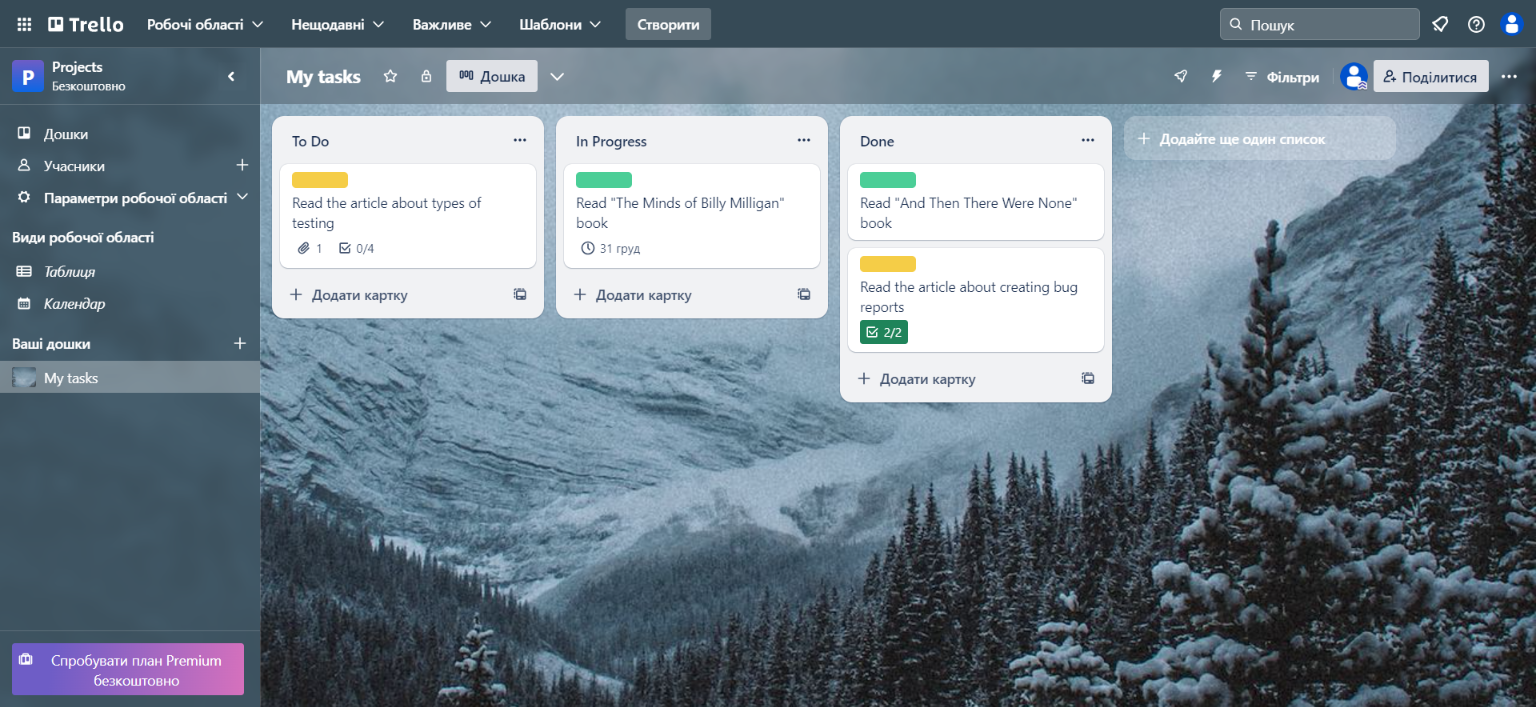 Trello
Робочі області
Нещодавні
Важливе
Шаблони
Створити
Пошук
P
Projects
Безкоштовно
My tasks
Дошка
Фільтри
Поділитися
Дошки
Учасники
Параметри робочої області
Види робочої області
Таблиця
Календар
Ваші дошки
My tasks
Спробувати план Premium
безкоштовно
To Do
Read the article about types of
testing
1
0/4
Додати картку
In Progress
Read "The Minds of Billy Milligan"
book
31 груд
Додати картку
Done
Read "And Then There Were None"
book
Read the article about creating bug
reports
2/2
Додати картку
Додайте ще один список